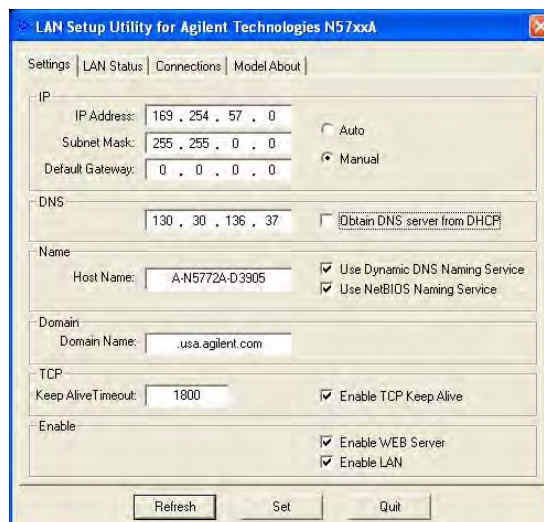 LAN Setup Utility for Agilent Technologies N57xxA
Settings LAN Status Connections Model About
IP
IP Address: 169 . 254 . 57 . 0
Auto
Subnet Mask: 255 . 255 . 0 . 0
Manual
Default Gateway: 0 . 0 . 0 . 0
DNS
130 . 30 . 136 . 37 Obtain DNS server from DHCP
Name
Host Name: A-N5772A-D3905
Use Dynamic DNS Naming Service
Use NetBIOS Naming Service
Domain
Domain Name: .usa.agilent.com
TCP
Keep AliveTimeout: 1800 Enable TCP Keep Alive
Enable
Enable WEB Server
Enable LAN
Refresh Set Quit